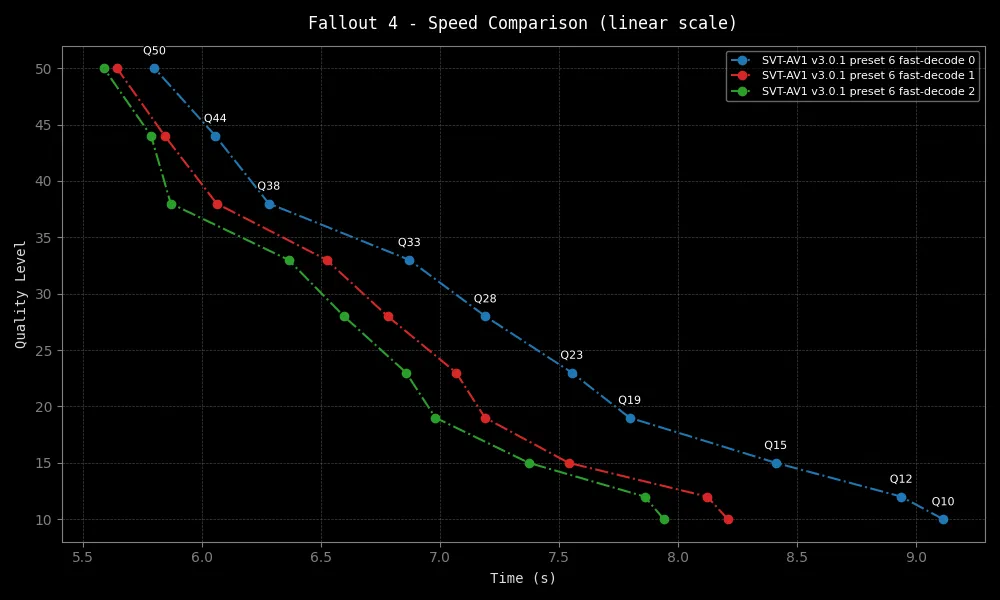 Fallout 4 - Speed Comparison (linear scale)
SVT-AV1 v3.0.1 preset 6 fast-decode 0
SVT-AV1 v3.0.1 preset 6 fast-decode 1
SVT-AV1 v3.0.1 preset 6 fast-decode 2
Q50
Q44
Q38
Q33
Q28
Q23
Q19
Q15
Q12
Q10
Quality Level
50
45
40
35
30
25
20
15
10
5.5 6.0 6.5 7.0 7.5 8.0 8.5 9.0
Time (s)